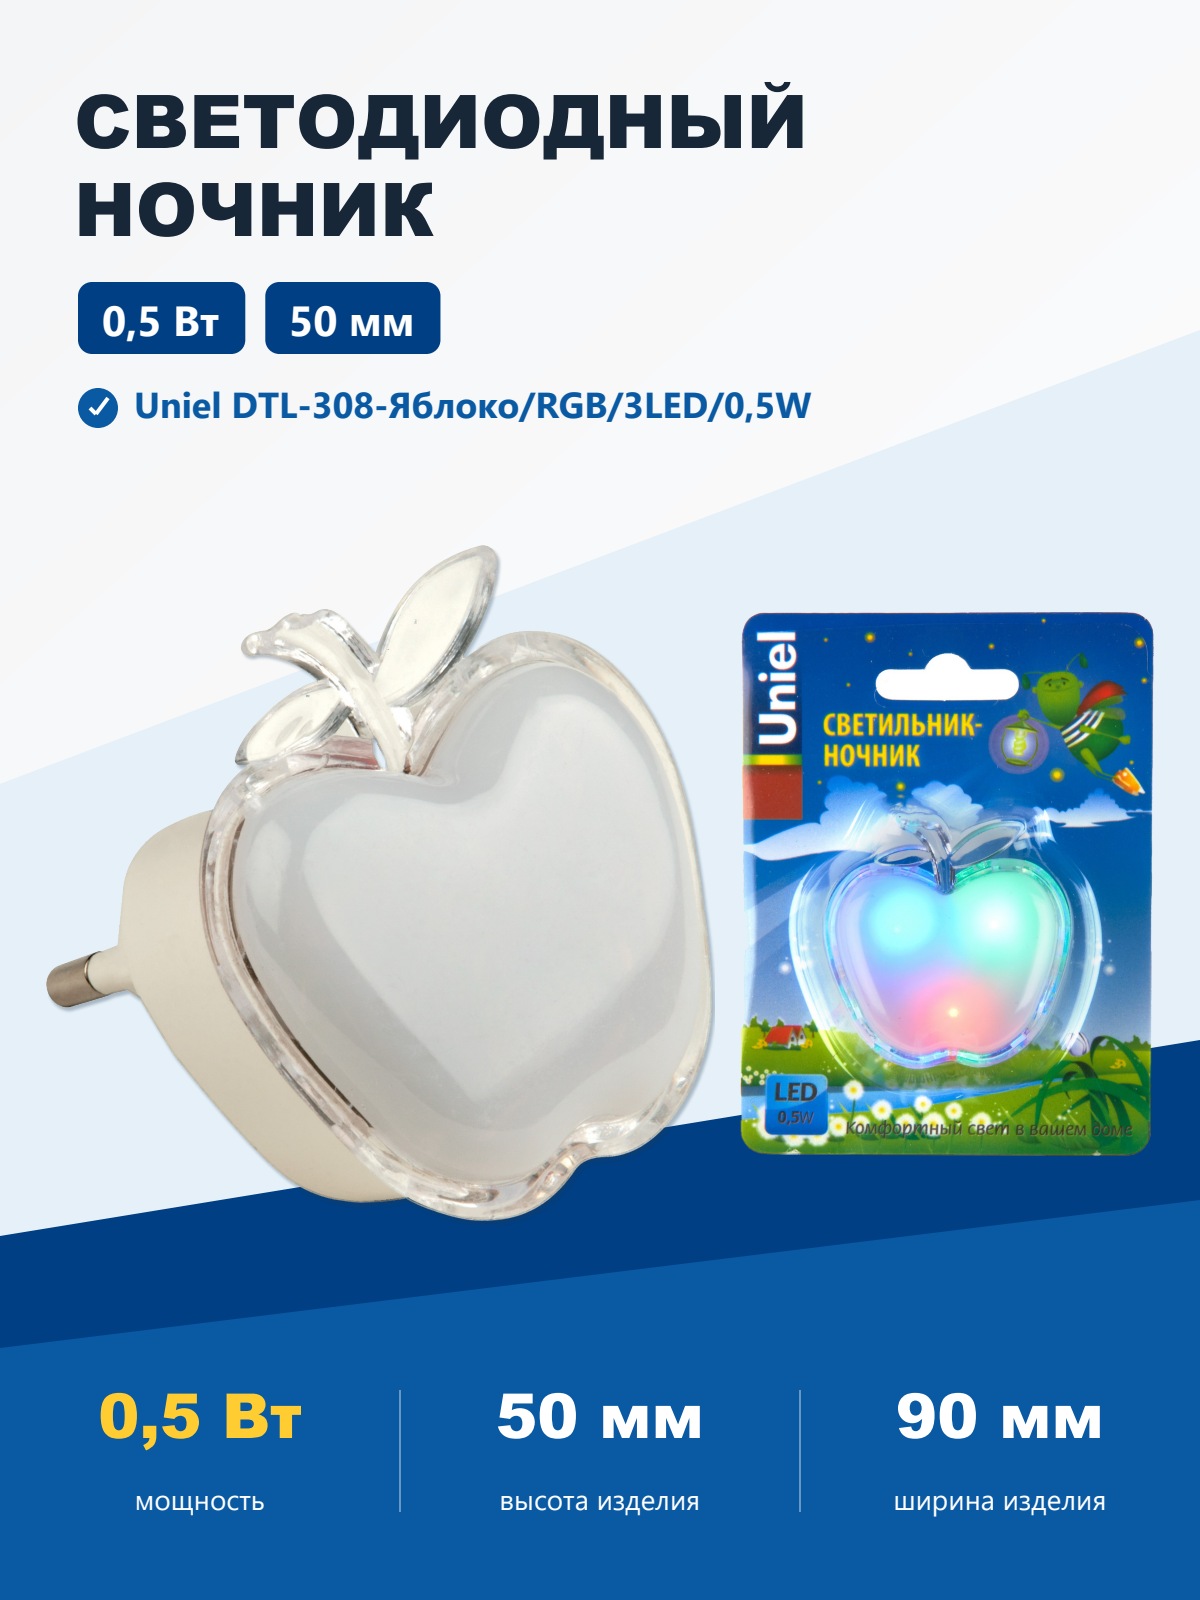 СВЕТОДИОДНЫЙ
НОЧНИК
0,5 Вт
50 мм
Uniel DTL-308-Яблоко/RGB/3LED/0,5W
Uniel
СВЕТИЛЬНИК-
НОЧНИК
LED
0,5W
Комфортный свет в вашем доме
0,5 Вт
50 мм
90 мм
мощность
высота изделия
ширина изделия